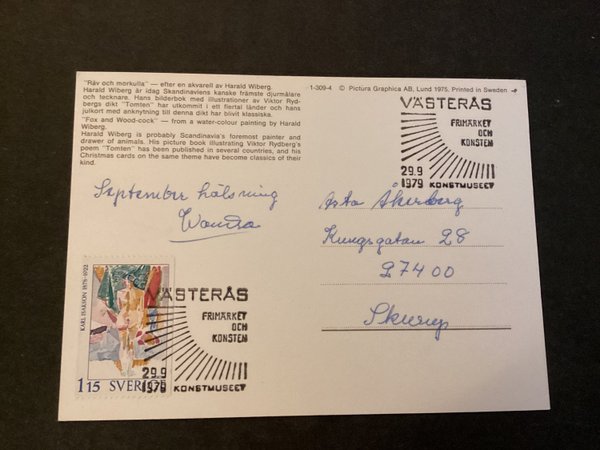 "Räv och morkulla" — efter en akvarell av Harald Wiberg.
Harald Wiberg är idag Skandinaviens kanske främste djurmålare
och tecknare. Hans bilderbok med illustrationer av Viktor Ryd-
bergs dikt "Tomten" har utkommit i ett flertal länder och hans
julkort med anknytning till denna dikt har blivit klassiska.
"Fox and Wood-cock" — from a water-colour painting by Harald
Wiberg.
Harald Wiberg is probably Scandinavia's foremost painter and
drawer of animals. His picture book illustrating Viktor Rydberg's
poem "Tomten" has been published in several countries, and his
Christmas cards on the same theme have become classics of their
kind.
1-309-4 © Pictura Graphica AB, Lund 1975. Printed in Sweden
VÄSTERÅS
FRIMÄRKET
OCH
KONSTEN
29.9
1979 KONSTMUSEET
September hälsning
Wanda
Asta Åkerberg
Kungsgatan 28
27400
Skurup
KARL ISAKSON 1878-1922
VÄSTERÅS
FRIMÄRKET
OCH
KONSTEN
29.9
1979 KONSTMUSEET
1.15 SVERIGE